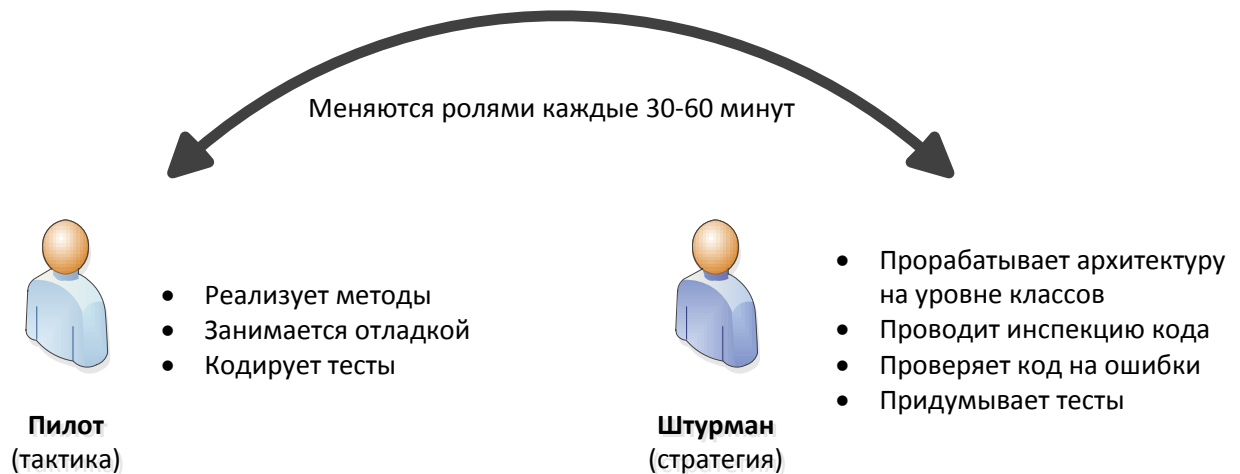 Меняются ролями каждые 30-60 минут
• Реализует методы
• Занимается отладкой
• Кодирует тесты
Пилот
(тактика)
• Прорабатывает архитектуру
на уровне классов
• Проводит инспекцию кода
• Проверяет код на ошибки
• Придумывает тесты
Штурман
(стратегия)